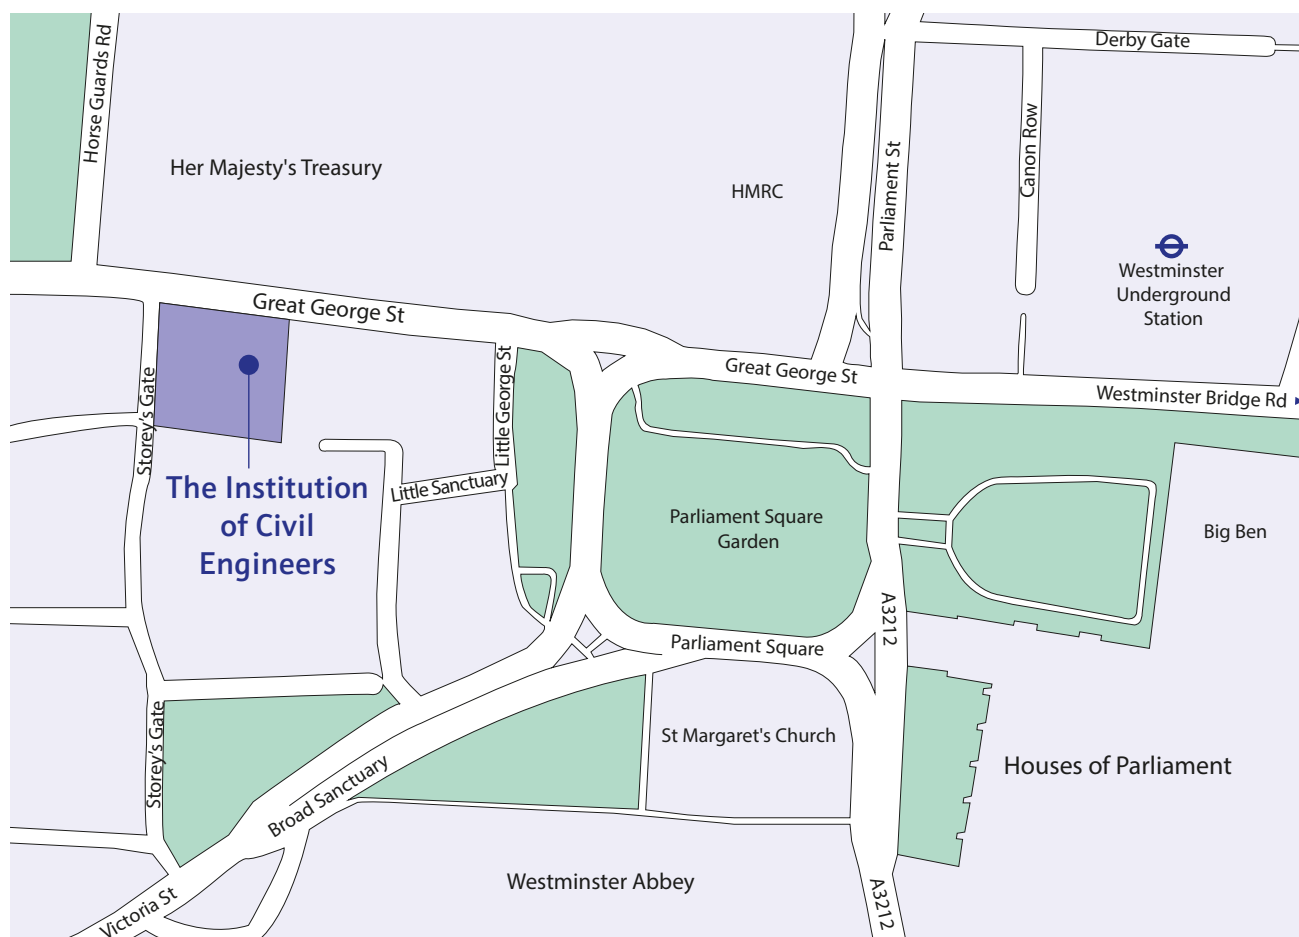 Horse Guards Rd
Derby Gate
Her Majesty's Treasury
HMRC
Parliament St
Canon Row
Westminster
Underground
Station
Great George St
Great George St
Westminster Bridge Rd
Storey's Gate
Little George St
The Institution
of Civil
Engineers
Little Sanctuary
Parliament Square
Garden
Big Ben
A3212
Parliament Square
Storey's Gate
St Margaret's Church
Houses of Parliament
Broad Sanctuary
Westminster Abbey
Victoria St
A3212